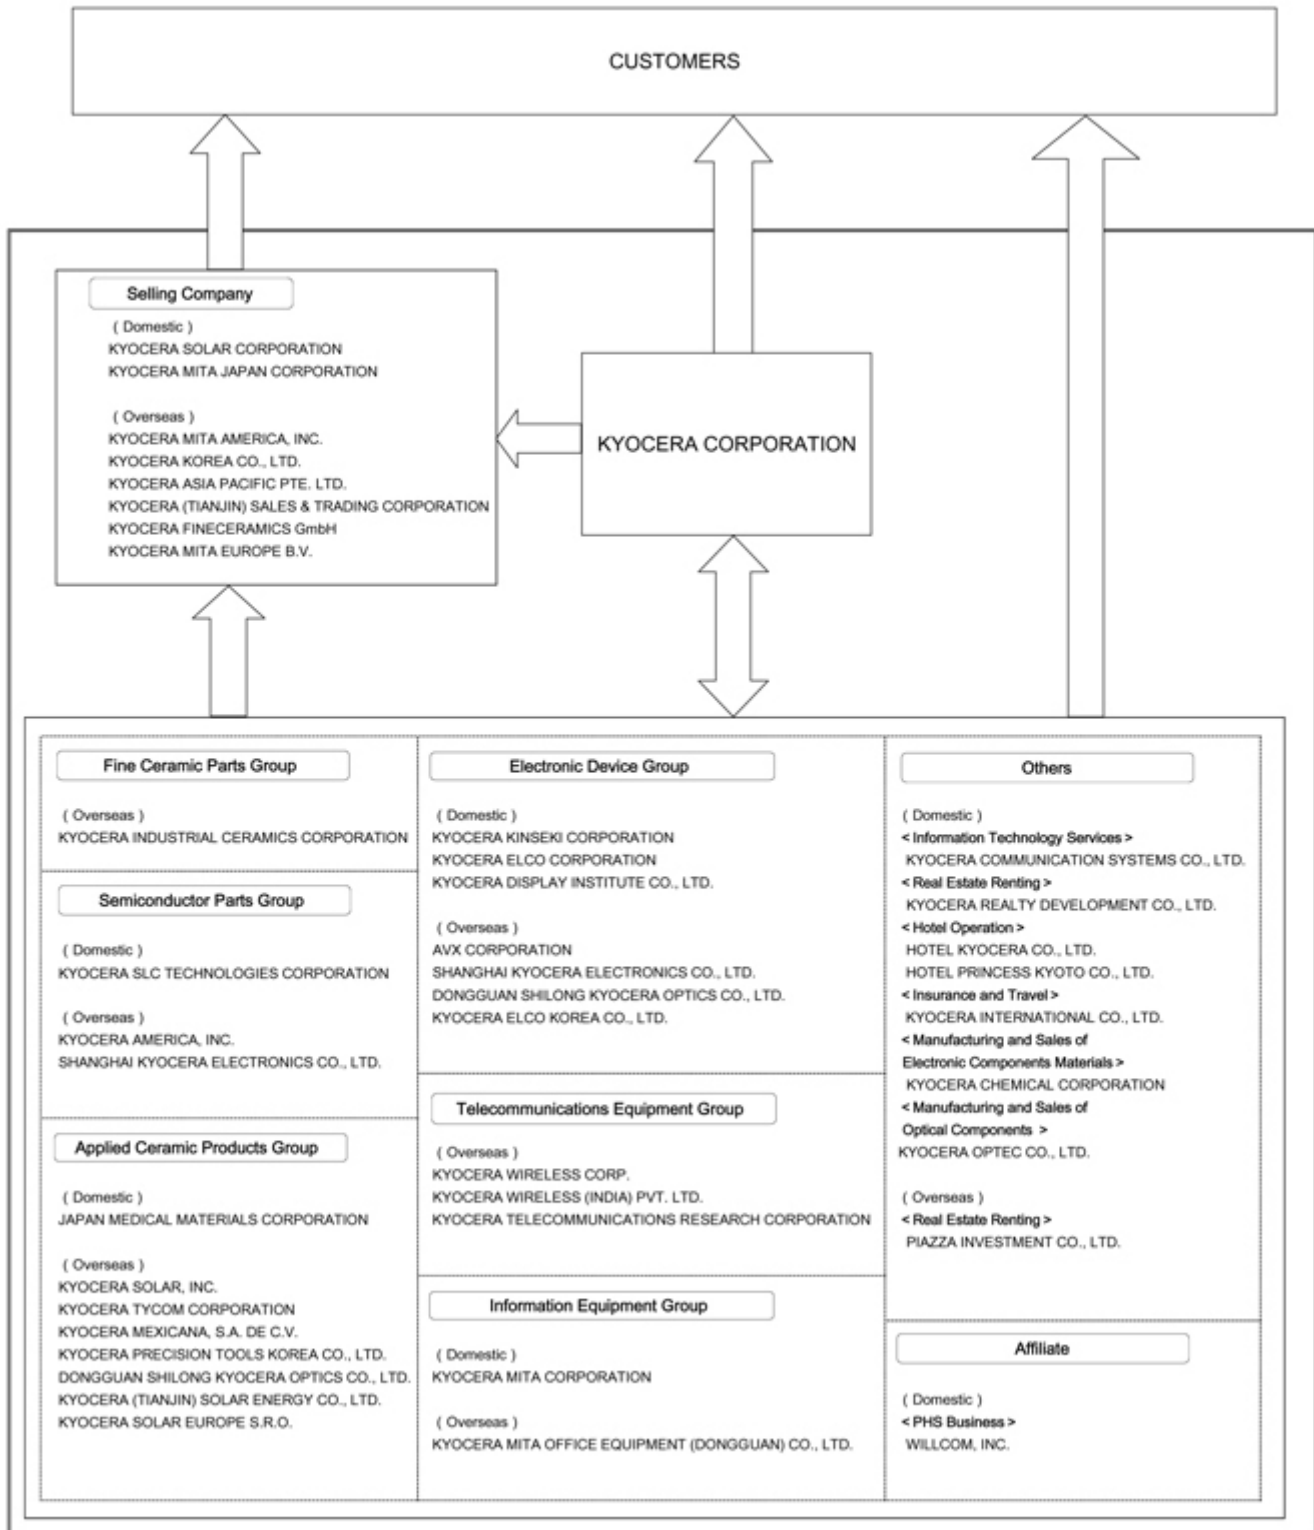 CUSTOMERS
Selling Company
( Domestic )
KYOCERA SOLAR CORPORATION
KYOCERA MITA JAPAN CORPORATION
( Overseas )
KYOCERA MITA AMERICA, INC.
KYOCERA KOREA CO., LTD.
KYOCERA ASIA PACIFIC PTE. LTD.
KYOCERA (TIANJIN) SALES & TRADING CORPORATION
KYOCERA FINECERAMICS GmbH
KYOCERA MITA EUROPE B.V.
KYOCERA CORPORATION
Fine Ceramic Parts Group
( Overseas )
KYOCERA INDUSTRIAL CERAMICS CORPORATION
Semiconductor Parts Group
( Domestic )
KYOCERA SLC TECHNOLOGIES CORPORATION
( Overseas )
KYOCERA AMERICA, INC.
SHANGHAI KYOCERA ELECTRONICS CO., LTD.
Applied Ceramic Products Group
( Domestic )
JAPAN MEDICAL MATERIALS CORPORATION
( Overseas )
KYOCERA SOLAR, INC.
KYOCERA TYCOM CORPORATION
KYOCERA MEXICANA, S.A. DE C.V.
KYOCERA PRECISION TOOLS KOREA CO., LTD.
DONGGUAN SHILONG KYOCERA OPTICS CO., LTD.
KYOCERA (TIANJIN) SOLAR ENERGY CO., LTD.
KYOCERA SOLAR EUROPE S.R.O.
Electronic Device Group
( Domestic )
KYOCERA KINSEKI CORPORATION
KYOCERA ELCO CORPORATION
KYOCERA DISPLAY INSTITUTE CO., LTD.
( Overseas )
AVX CORPORATION
SHANGHAI KYOCERA ELECTRONICS CO., LTD.
DONGGUAN SHILONG KYOCERA OPTICS CO., LTD.
KYOCERA ELCO KOREA CO., LTD.
Telecommunications Equipment Group
( Overseas )
KYOCERA WIRELESS CORP.
KYOCERA WIRELESS (INDIA) PVT. LTD.
KYOCERA TELECOMMUNICATIONS RESEARCH CORPORATION
Information Equipment Group
( Domestic )
KYOCERA MITA CORPORATION
( Overseas )
KYOCERA MITA OFFICE EQUIPMENT (DONGGUAN) CO., LTD.
Others
( Domestic )
< Information Technology Services >
KYOCERA COMMUNICATION SYSTEMS CO., LTD.
< Real Estate Renting >
KYOCERA REALTY DEVELOPMENT CO., LTD.
< Hotel Operation >
HOTEL KYOCERA CO., LTD.
HOTEL PRINCESS KYOTO CO., LTD.
< Insurance and Travel >
KYOCERA INTERNATIONAL CO., LTD.
< Manufacturing and Sales of
Electronic Components Materials >
KYOCERA CHEMICAL CORPORATION
< Manufacturing and Sales of
Optical Components >
KYOCERA OPTEC CO., LTD.
( Overseas )
< Real Estate Renting >
PIAZZA INVESTMENT CO., LTD.
Affiliate
( Domestic )
< PHS Business >
WILLCOM, INC.